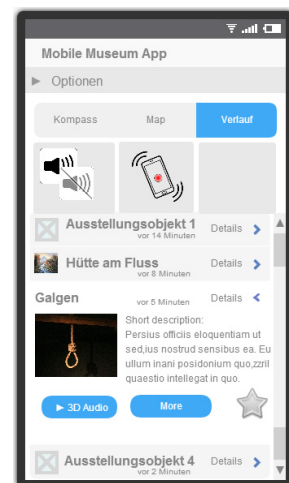 Mobile Museum App
► Optionen
Kompass Map Verlauf
Ausstellungsobjekt 1 Details
vor 14 Minuten
Hütte am Fluss Details
vor 8 Minuten
Galgen vor 5 Minuten Details
Short description:
Persius officiis eloquentiam ut
sed,ius nostrud sensibus ea. Eu
ullum irani posidonium quo,zzril
quaestio intellegat in quo.
► 3D Audio More
Ausstellungsobjekt 4 Details
vor 2 Minuten